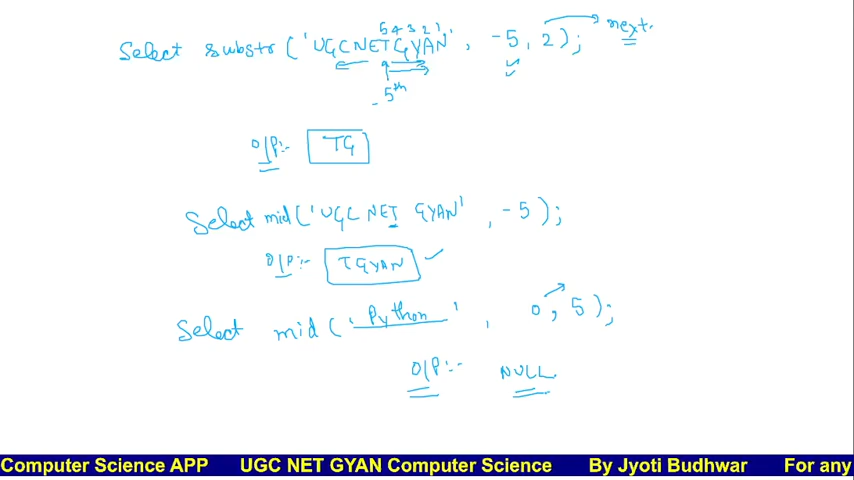 5 4 3 2 1
Select substr ( 'UGCNETGYAN' , -5, 2 ) ; next.
- 5th
O/P:- TG
Select mid ( 'UGC NET GYAN' , -5 ) ;
O/P:- TGYAN
Select mid ( ' Python ' , 0, 5 ) ;
O/P:- NULL
Computer Science APP UGC NET GYAN Computer Science By Jyoti Budhwar For any